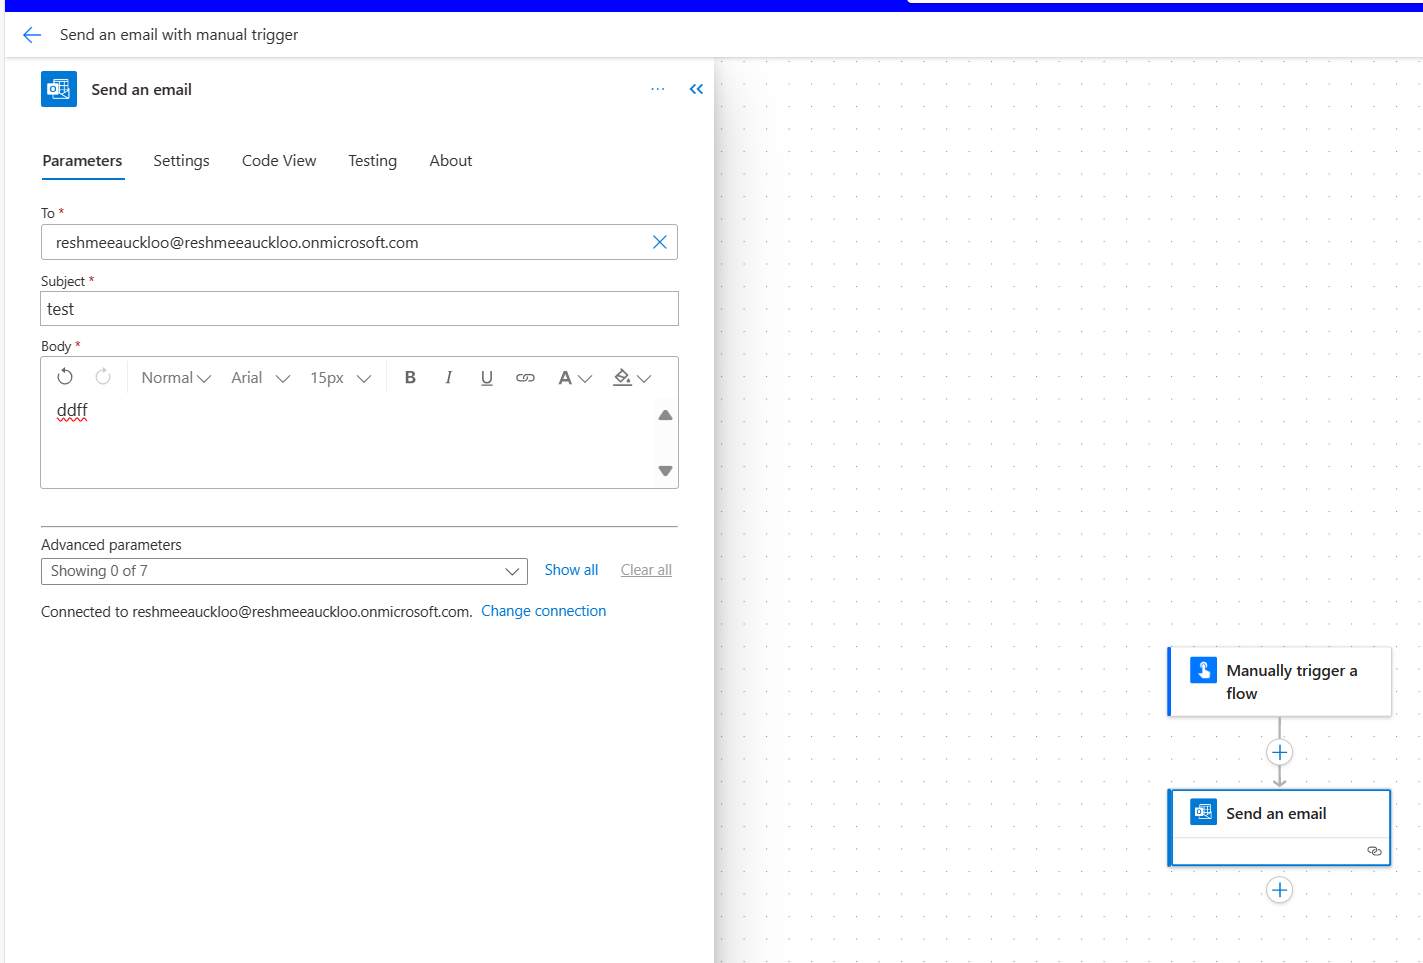 Send an email with manual trigger
Send an email
Parameters Settings Code View Testing About
To *
reshmeeauckloo@reshmeeauckloo.onmicrosoft.com
Subject *
test
Body *
Normal Arial 15px B I U A
ddff
Advanced parameters
Showing 0 of 7 Show all Clear all
Connected to reshmeeauckloo@reshmeeauckloo.onmicrosoft.com. Change connection
Manually trigger a
flow
Send an email